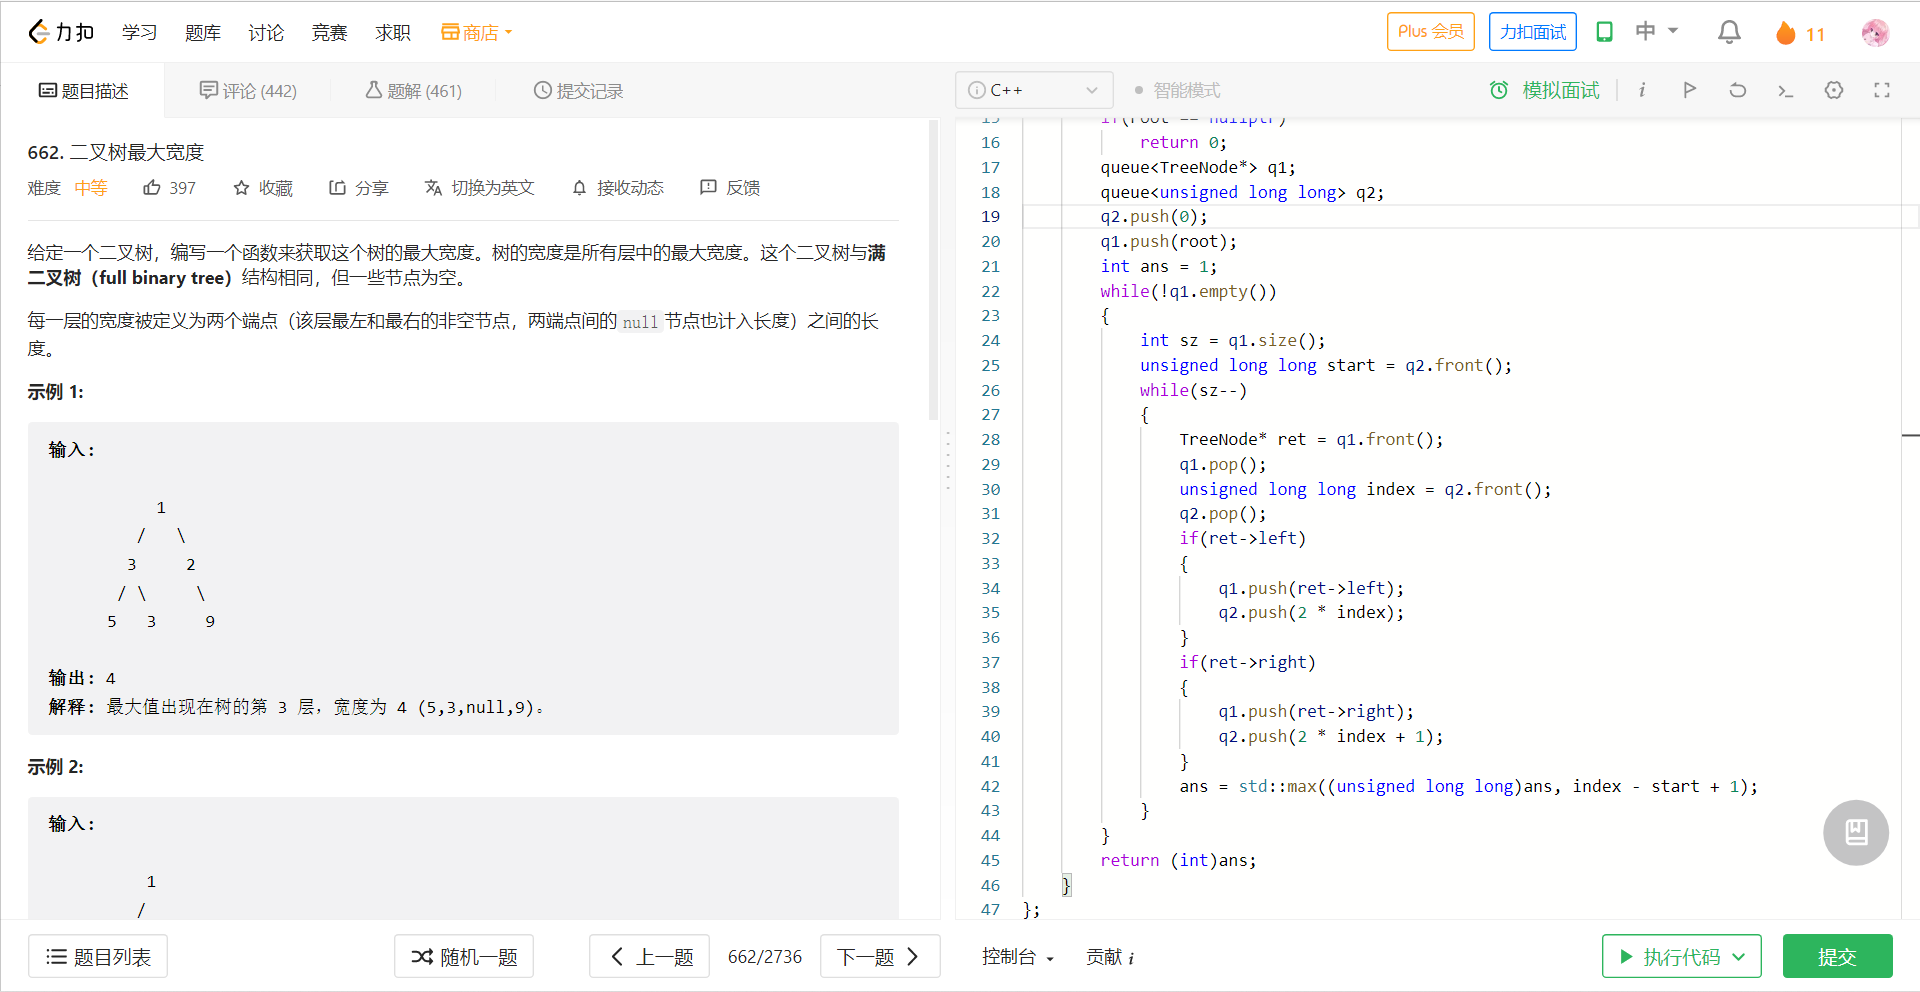 力扣 学习 题库 讨论 竞赛 求职 商店 Plus 会员 力扣面试 中 11
题目描述 评论 (442) 题解 (461) 提交记录
662. 二叉树最大宽度
难度 中等 397 收藏 分享 切换为英文 接收动态 反馈
给定一个二叉树，编写一个函数来获取这个树的最大宽度。树的宽度是所有层中的最大宽度。这个二叉树与满
二叉树（full binary tree）结构相同，但一些节点为空。
每一层的宽度被定义为两个端点（该层最左和最右的非空节点，两端点间的null节点也计入长度）之间的长
度。
示例 1:
输入:
1
/ \
3 2
/ \ \
5 3 9
输出: 4
解释: 最大值出现在树的第 3 层，宽度为 4 (5,3,null,9)。
示例 2:
输入:
1
/
题目列表 随机一题 上一题 662/2736 下一题
C++ 智能模式 模拟面试
15 if(root == nullptr)
16 return 0;
17 queue<TreeNode*> q1;
18 queue<unsigned long long> q2;
19 q2.push(0);
20 q1.push(root);
21 int ans = 1;
22 while(!q1.empty())
23 {
24 int sz = q1.size();
25 unsigned long long start = q2.front();
26 while(sz--)
27 {
28 TreeNode* ret = q1.front();
29 q1.pop();
30 unsigned long long index = q2.front();
31 q2.pop();
32 if(ret->left)
33 {
34 q1.push(ret->left);
35 q2.push(2 * index);
36 }
37 if(ret->right)
38 {
39 q1.push(ret->right);
40 q2.push(2 * index + 1);
41 }
42 ans = std::max((unsigned long long)ans, index - start + 1);
43 }
44 }
45 return (int)ans;
46 }
47 };
控制台 贡献 i 执行代码 提交